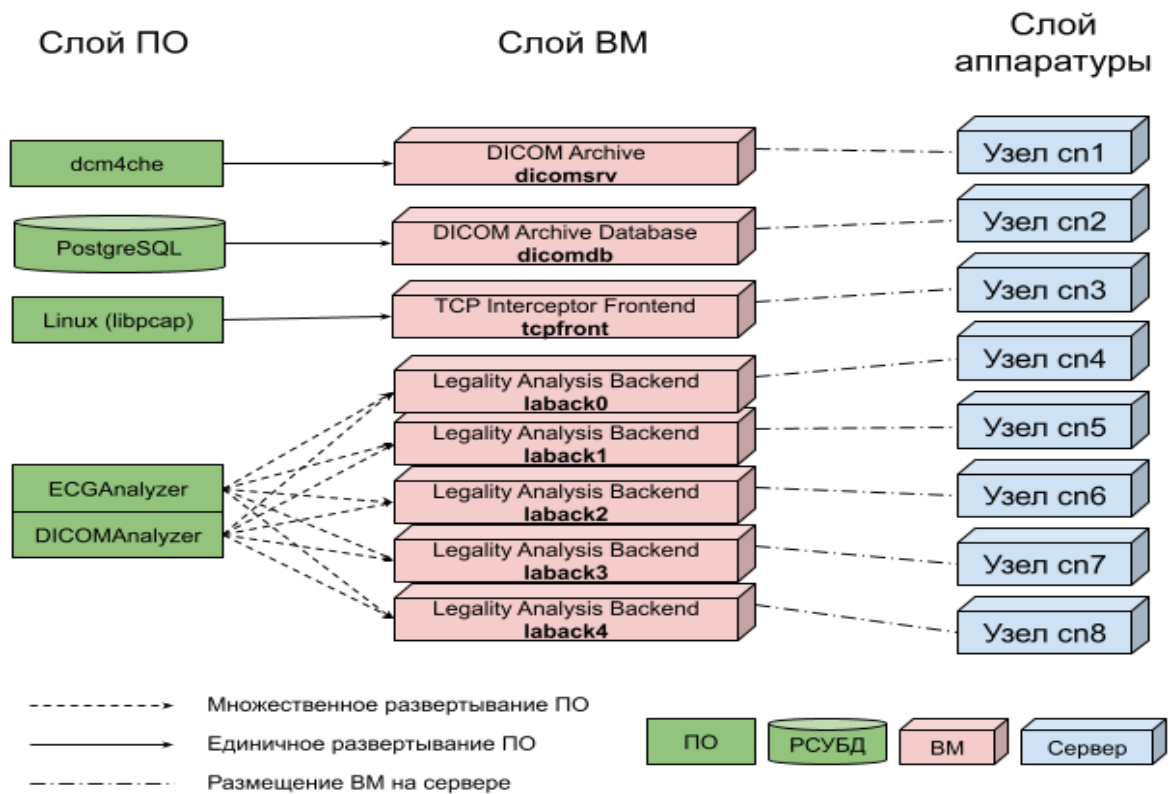 Слой ПО
Слой ВМ
Слой
аппаратуры
dcm4che
DICOM Archive
dicomsrv
Узел cn1
PostgreSQL
DICOM Archive Database
dicomdb
Узел cn2
Linux (libpcap)
TCP Interceptor Frontend
tcpfront
Узел cn3
Legality Analysis Backend
laback0
Узел cn4
Legality Analysis Backend
laback1
Узел cn5
ECGAnalyzer
DICOMAnalyzer
Legality Analysis Backend
laback2
Узел cn6
Legality Analysis Backend
laback3
Узел cn7
Legality Analysis Backend
laback4
Узел cn8
Множественное развертывание ПО
Единичное развертывание ПО
Размещение ВМ на сервере
ПО
РСУБД
ВМ
Сервер